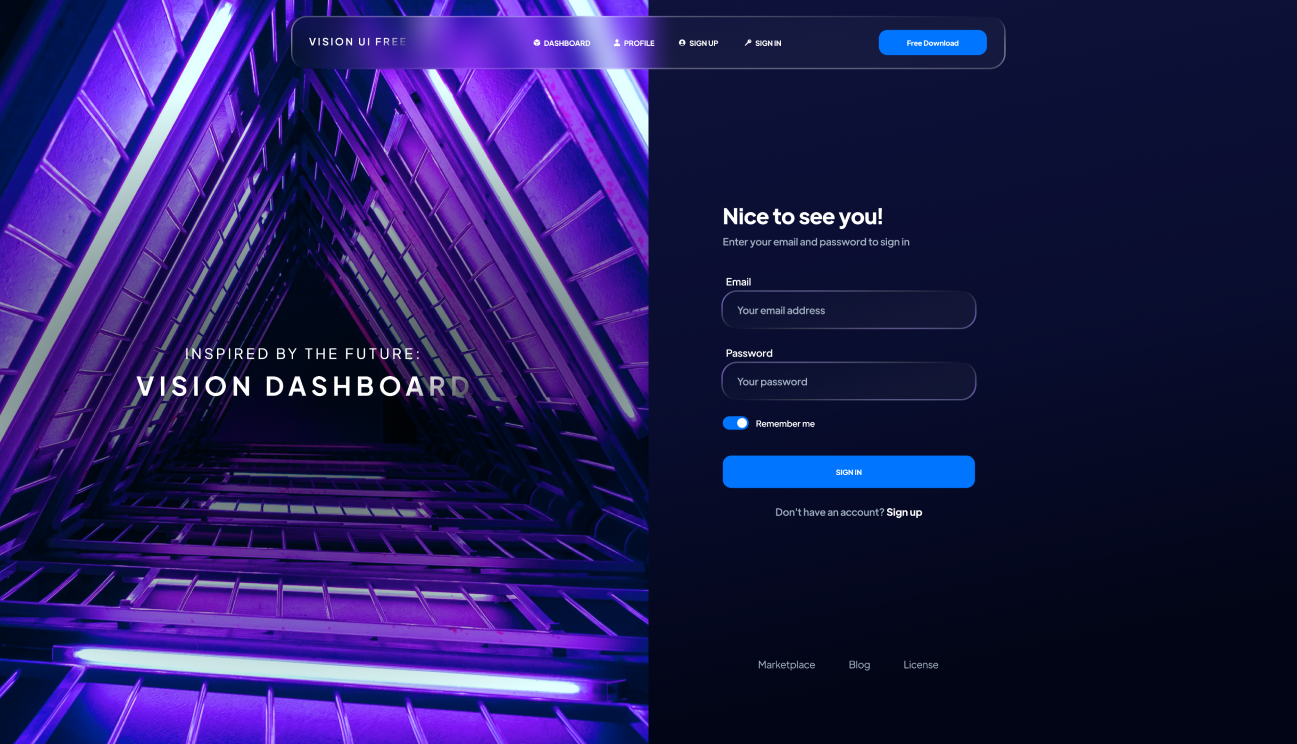 VISION UI FREE
DASHBOARD
PROFILE
SIGN UP
SIGN IN
Free Download
INSPIRED BY THE FUTURE:
VISION DASHBOARD
Nice to see you!
Enter your email and password to sign in
Email
Your email address
Password
Your password
Remember me
SIGN IN
Don't have an account? Sign up
Marketplace
Blog
License